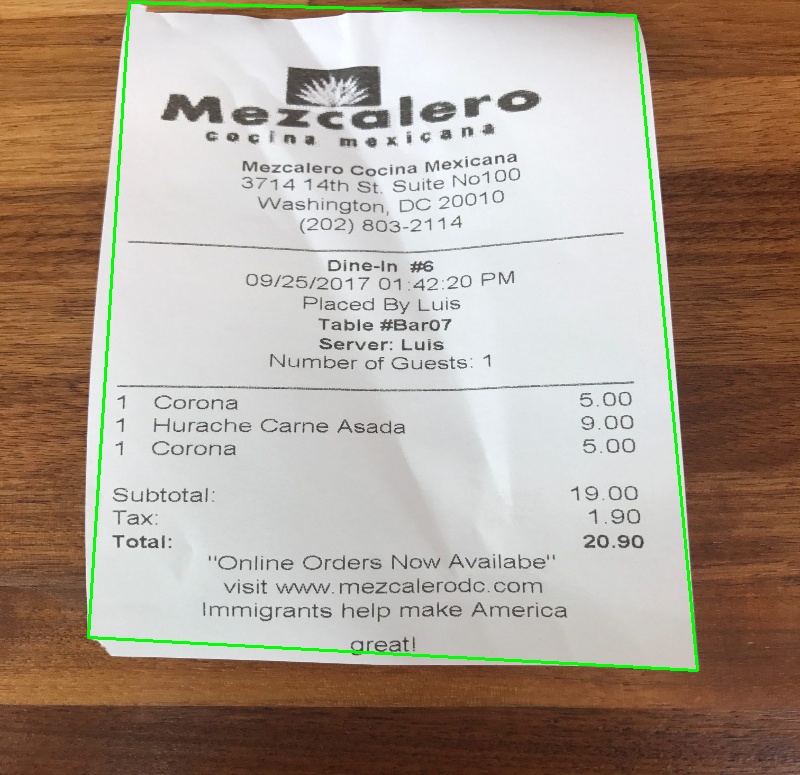 Mezcalero
cocina mexicana
Mezcalero Cocina Mexicana
3714 14th St. Suite No100
Washington, DC 20010
(202) 803-2114
Dine-In #6
09/25/2017 01:42:20 PM
Placed By Luis
Table #Bar07
Server: Luis
Number of Guests: 1
1 Corona 5.00
1 Hurache Carne Asada 9.00
1 Corona 5.00
Subtotal: 19.00
Tax: 1.90
Total: 20.90
"Online Orders Now Availabe"
visit www.mezcalerodc.com
Immigrants help make America
great!